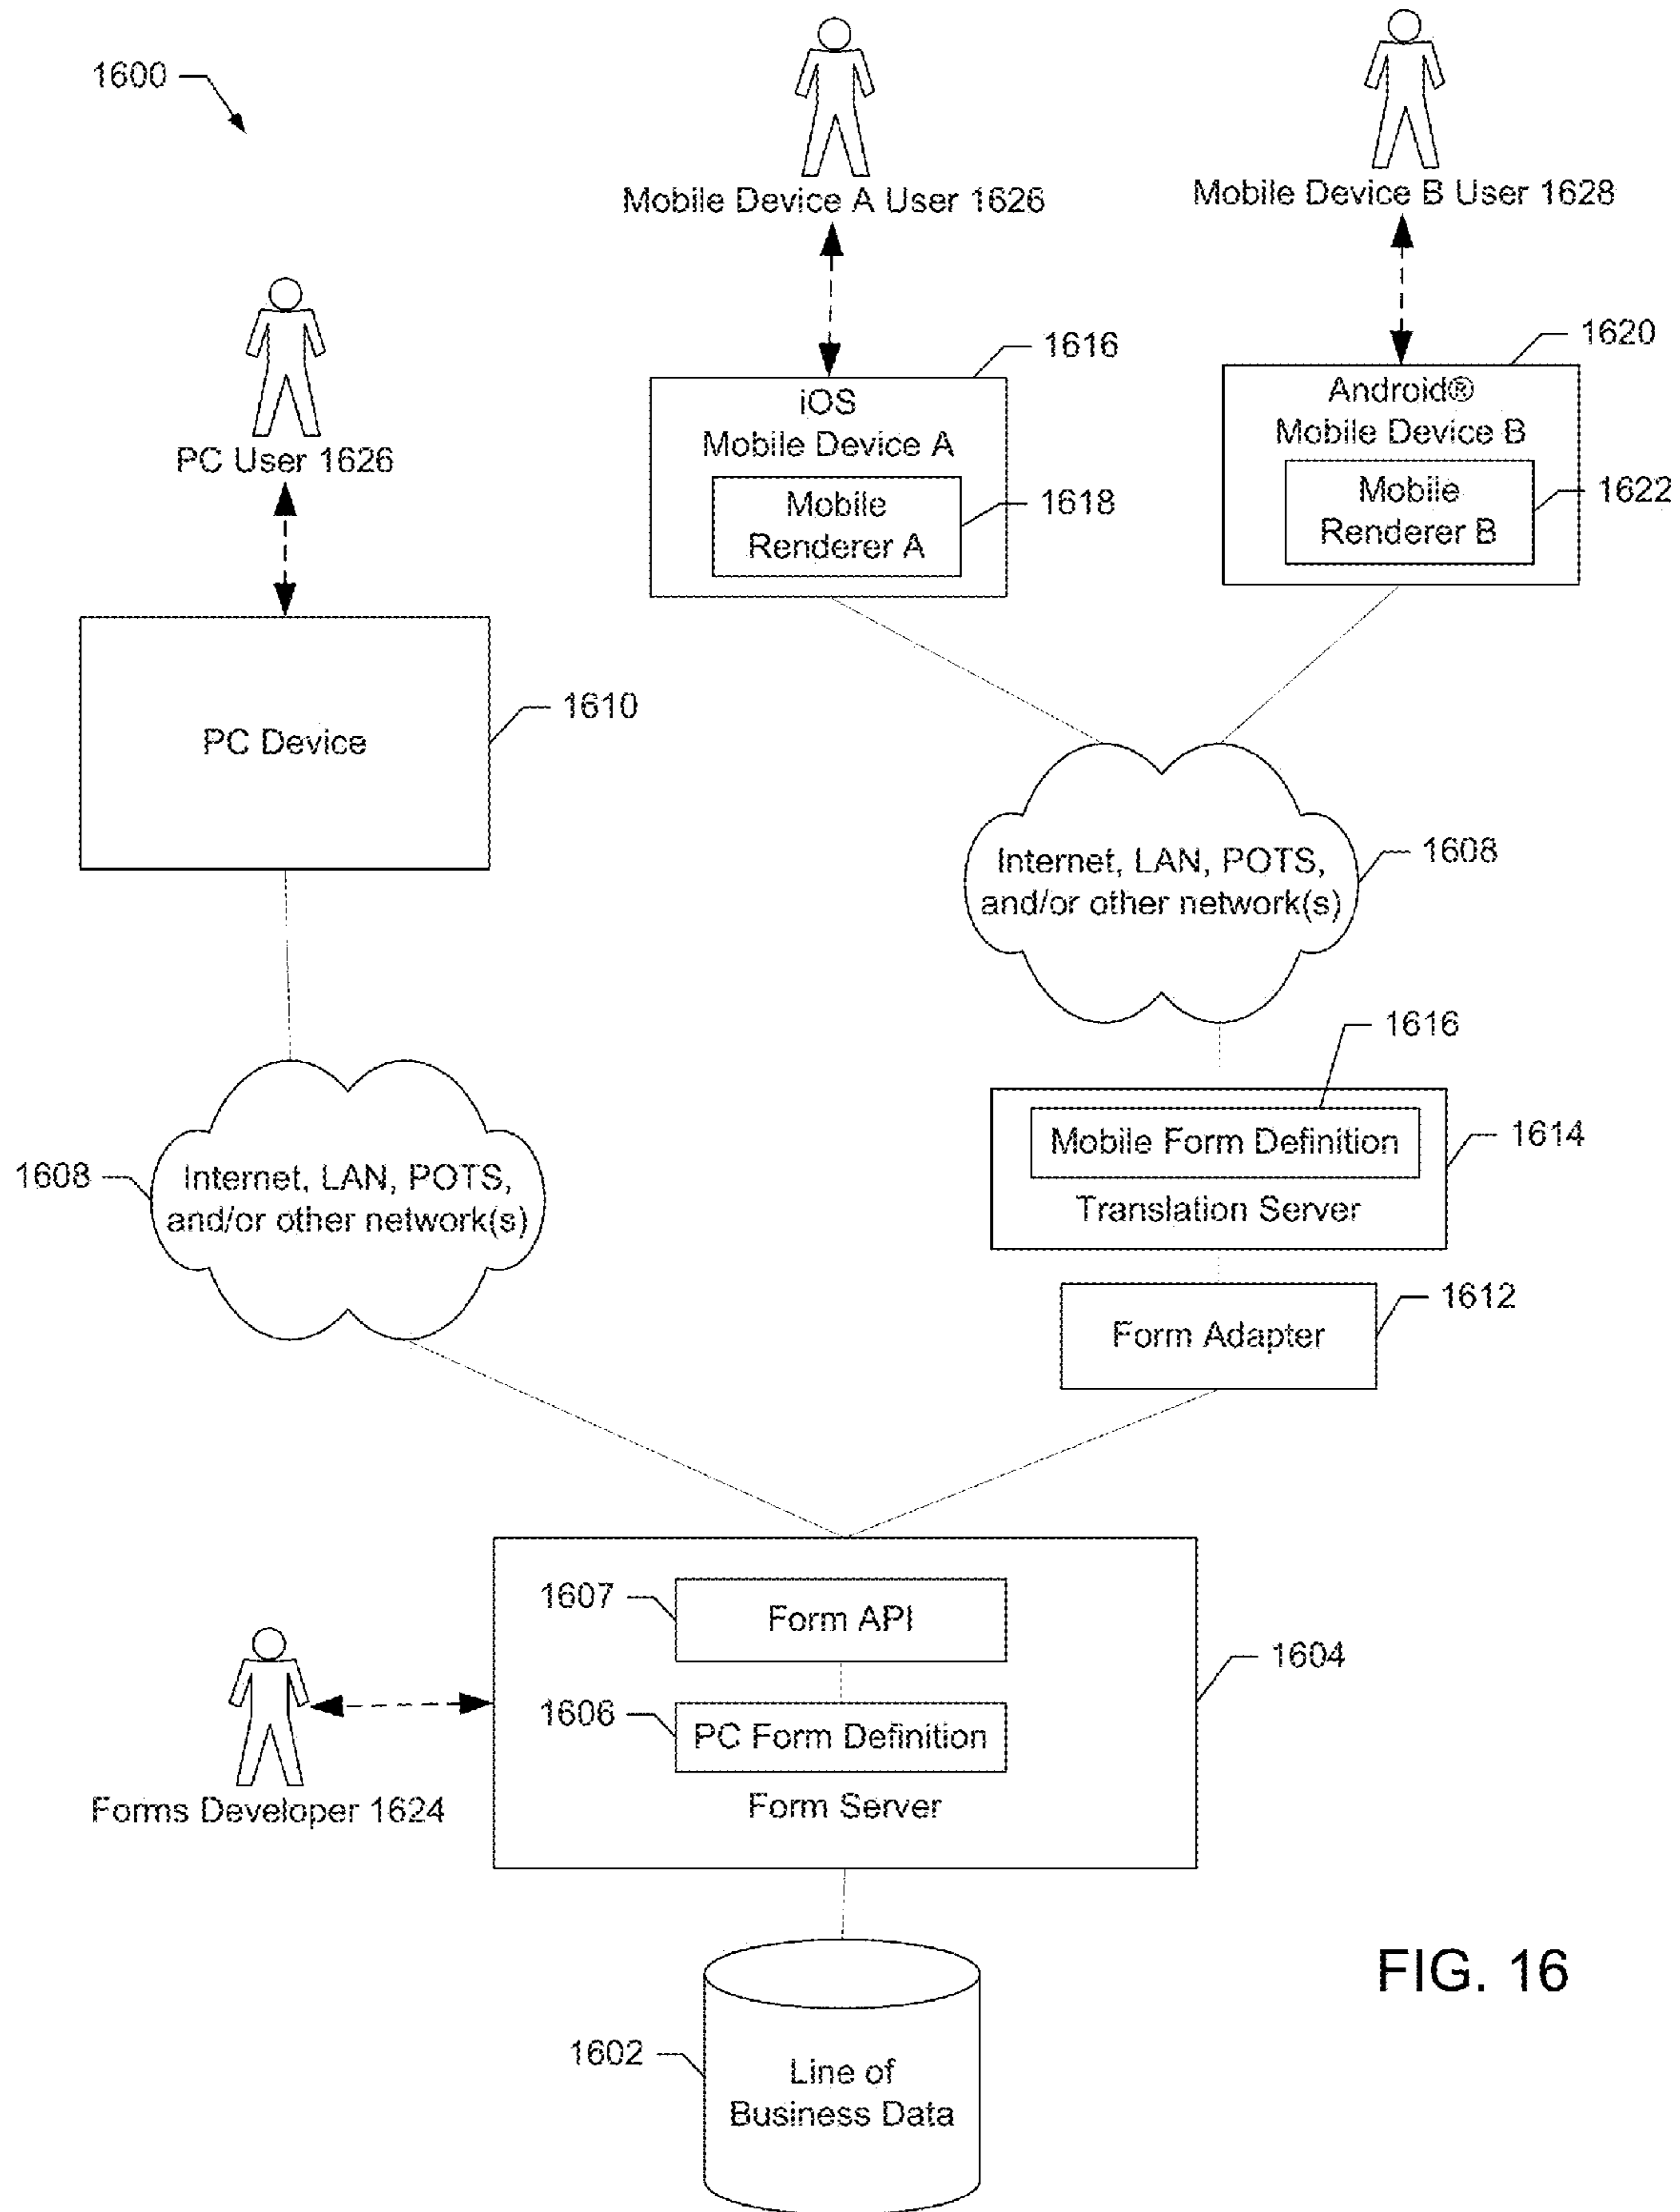 1600
Mobile Device A User 1626
Mobile Device B User 1628
PC User 1626
1616
iOS
Mobile Device A
Mobile
Renderer A
1618
1620
Android®
Mobile Device B
Mobile
Renderer B
1622
PC Device
1610
Internet, LAN, POTS,
and/or other network(s)
1608
1616
Mobile Form Definition
1614
Translation Server
1608
Internet, LAN, POTS,
and/or other network(s)
1612
Form Adapter
1607
Form API
1604
1606
PC Form Definition
Form Server
Forms Developer 1624
FIG. 16
1602
Line of
Business Data